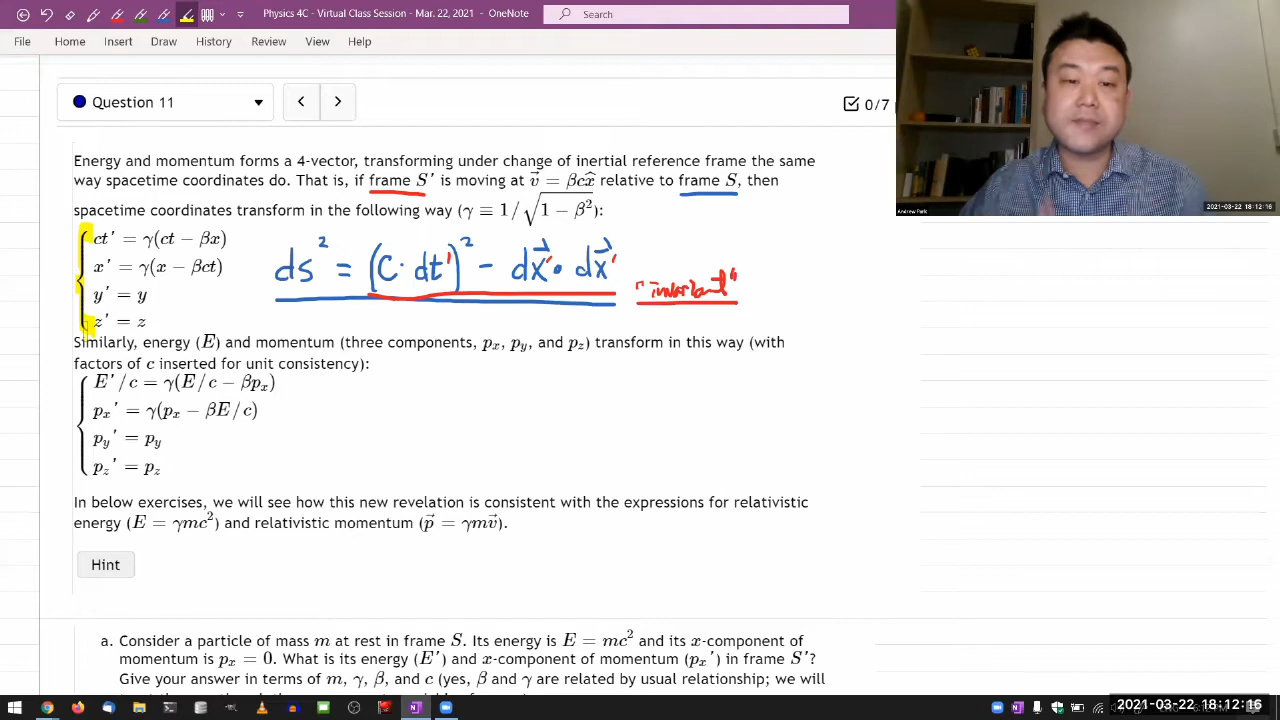 Physics 4-Virtual Class Session- Mar. 22, 2021 - OneNote
Search
File Home Insert Draw History Review View Help
Question 11
0/7
Energy and momentum forms a 4-vector, transforming under change of inertial reference frame the same
way spacetime coordinates do. That is, if frame S' is moving at v⃗ = βcx̂ relative to frame S, then
spacetime coordinates transform in the following way (γ ≡ 1/√(1 − β²)):
ct' = γ(ct − βx)
x' = γ(x − βct)
y' = y
z' = z
ds² = (c· dt')² − dx⃗'· dx⃗'
"invariant"
Similarly, energy (E) and momentum (three components, pₓ, p_y, and p_z) transform in this way (with
factors of c inserted for unit consistency):
E'/c = γ(E/c − βpₓ)
pₓ' = γ(pₓ − βE/c)
p_y' = p_y
p_z' = p_z
In below exercises, we will see how this new revelation is consistent with the expressions for relativistic
energy (E = γmc²) and relativistic momentum (p⃗ = γmv⃗).
Hint
a. Consider a particle of mass m at rest in frame S. Its energy is E = mc² and its x-component of
momentum is pₓ = 0. What is its energy (E') and x-component of momentum (pₓ') in frame S'?
Give your answer in terms of m, γ, β, and c (yes, β and γ are related by usual relationship; we will
Andrew Park
2021-03-22 18:12:16
2021-03-22 18:12:16